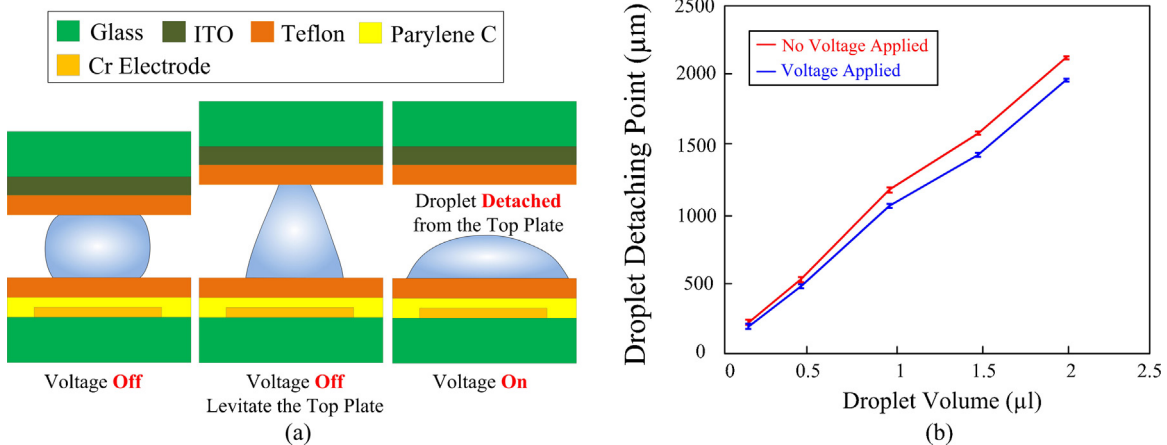 Glass ITO Teflon Parylene C
Cr Electrode
Droplet Detached
from the Top Plate
Voltage Off
Voltage Off
Levitate the Top Plate
Voltage On
(a)
Droplet Detaching Point (µm)
2500
2000
1500
1000
500
0
No Voltage Applied
Voltage Applied
0 0.5 1 1.5 2 2.5
Droplet Volume (µl)
(b)